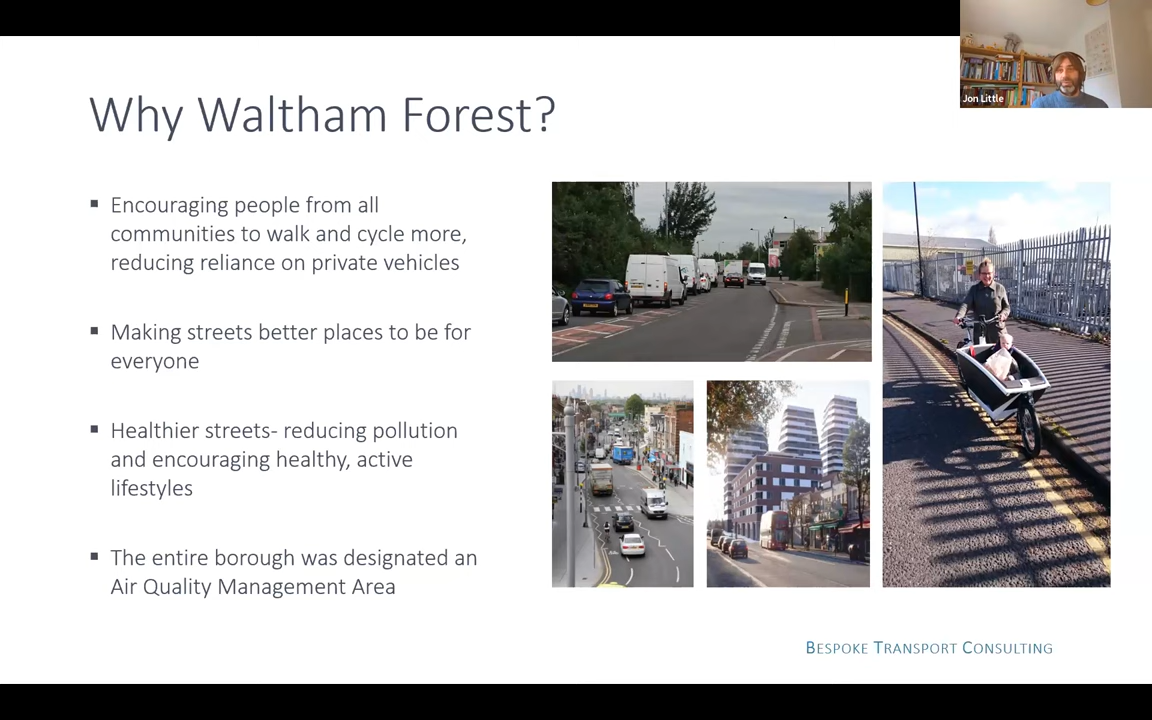 Jon Little
Why Waltham Forest?
▪ Encouraging people from all
communities to walk and cycle more,
reducing reliance on private vehicles
▪ Making streets better places to be for
everyone
▪ Healthier streets- reducing pollution
and encouraging healthy, active
lifestyles
▪ The entire borough was designated an
Air Quality Management Area
BESPOKE TRANSPORT CONSULTING